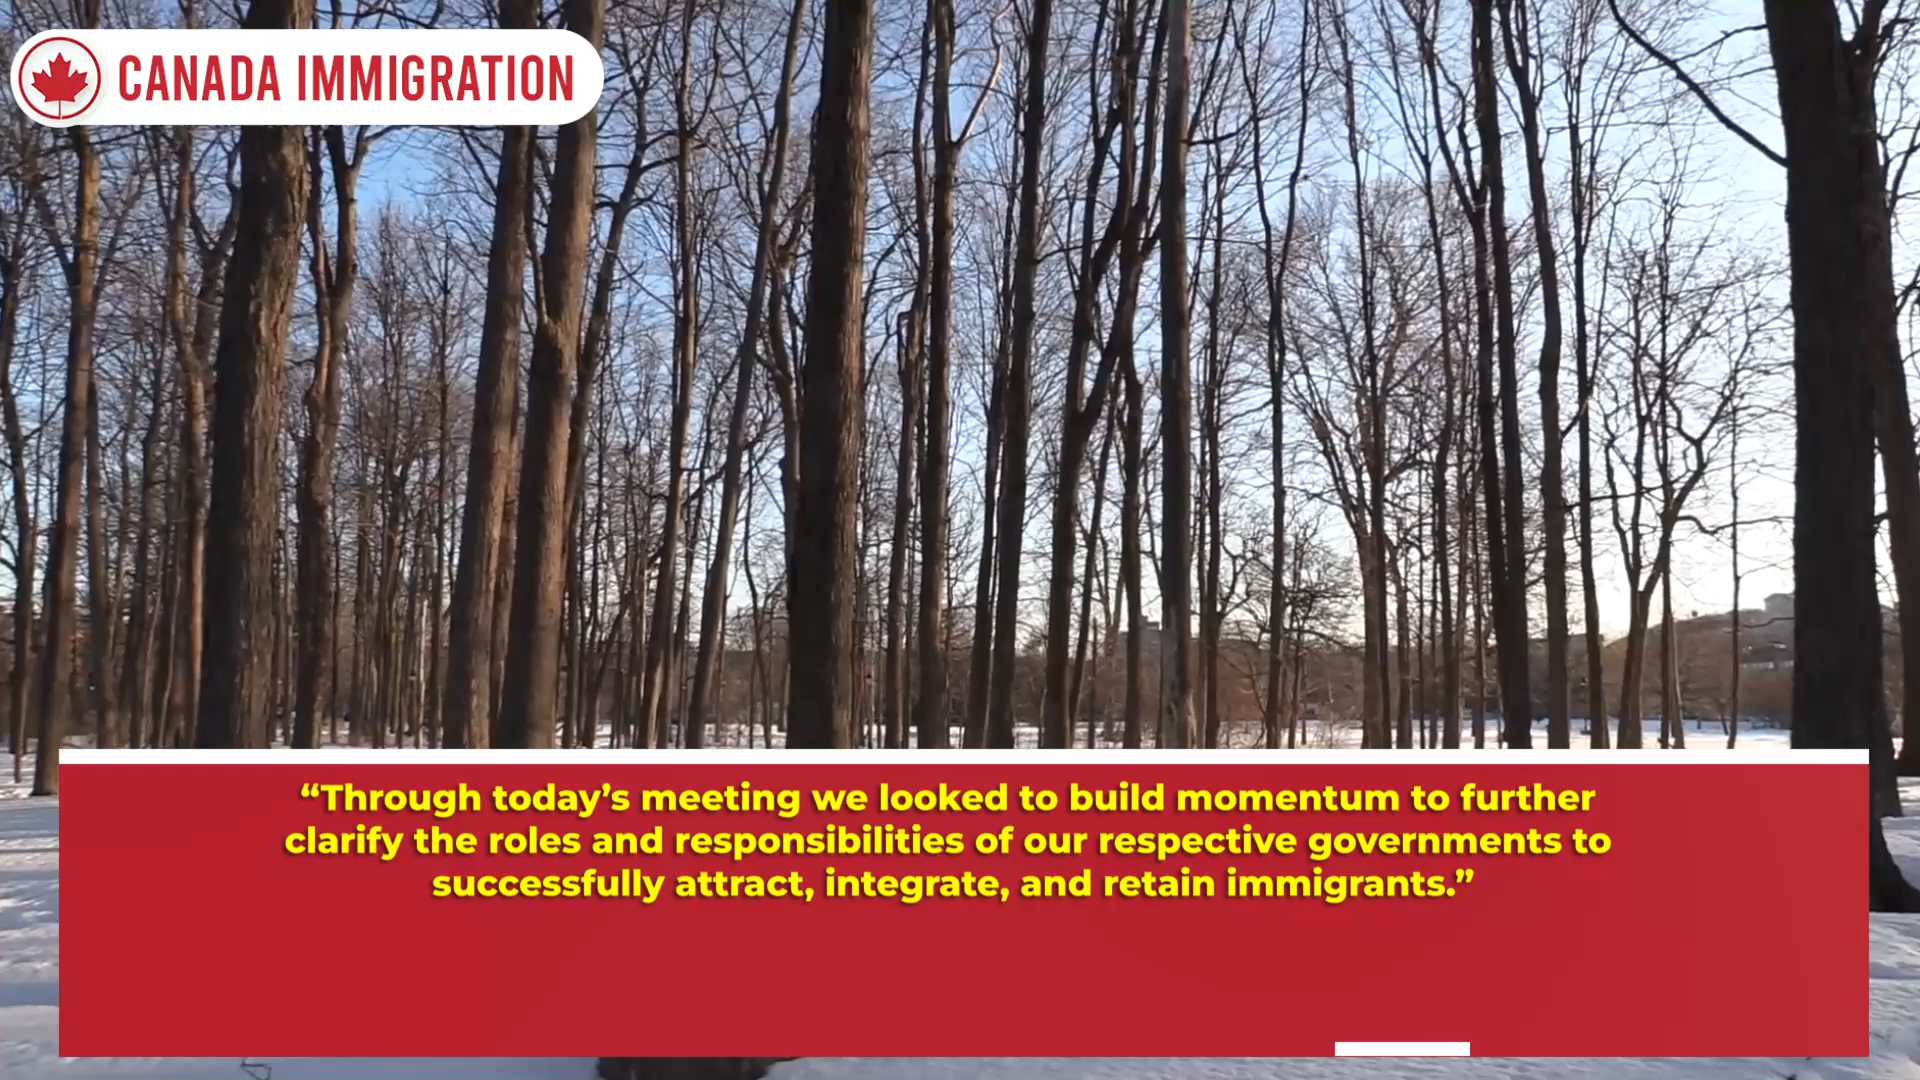 CANADA IMMIGRATION
“Through today’s meeting we looked to build momentum to further
clarify the roles and responsibilities of our respective governments to
successfully attract, integrate, and retain immigrants.”